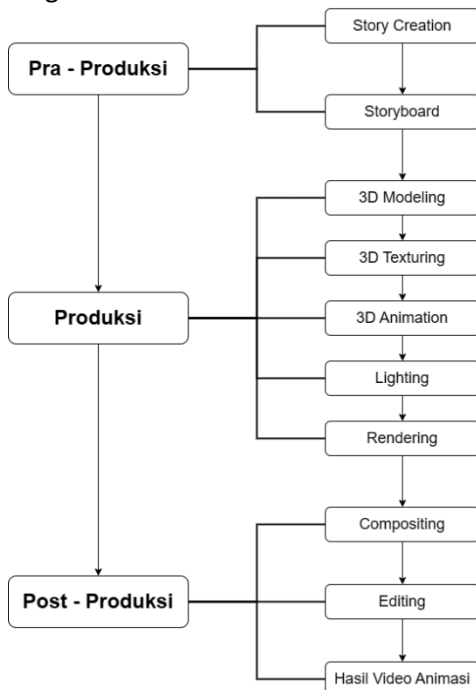 Story Creation
Pra - Produksi
Storyboard
3D Modeling
3D Texturing
Produksi
3D Animation
Lighting
Rendering
Compositing
Post - Produksi
Editing
Hasil Video Animasi